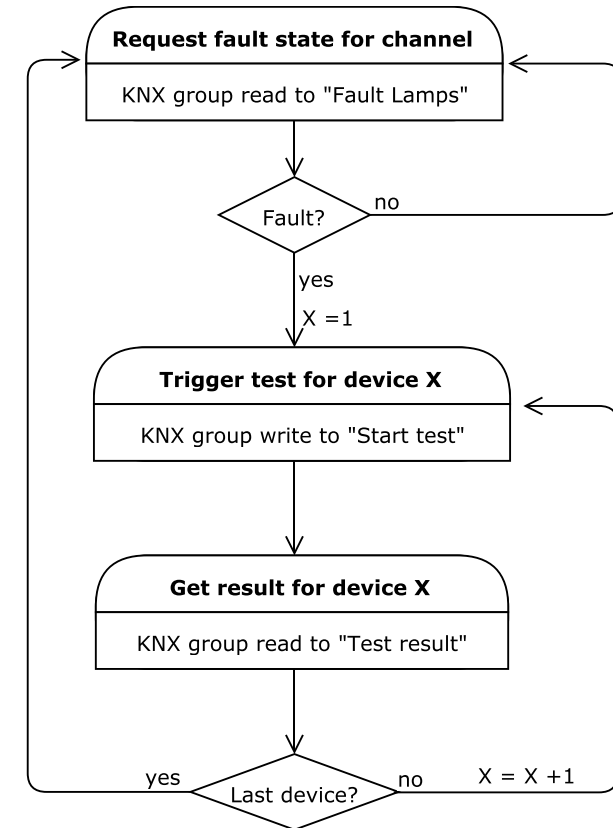 Request fault state for channel
KNX group read to "Fault Lamps"
Fault?
no
yes
X =1
Trigger test for device X
KNX group write to "Start test"
Get result for device X
KNX group read to "Test result"
Last device?
yes
no
X = X +1